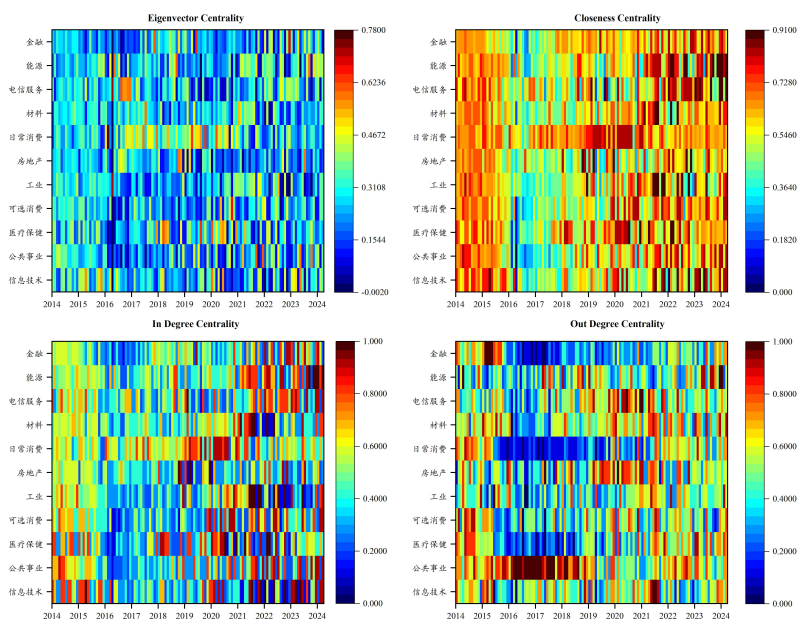 Eigenvector Centrality
金融
能源
电信服务
材料
日常消费
房地产
工业
可选消费
医疗保健
公共事业
信息技术
2014 2015 2016 2017 2018 2019 2020 2021 2022 2023 2024
0.7800
0.6236
0.4672
0.3108
0.1544
-0.0020
Closeness Centrality
金融
能源
电信服务
材料
日常消费
房地产
工业
可选消费
医疗保健
公共事业
信息技术
2014 2015 2016 2017 2018 2019 2020 2021 2022 2023 2024
0.9100
0.7280
0.5460
0.3640
0.1820
0.000
In Degree Centrality
金融
能源
电信服务
材料
日常消费
房地产
工业
可选消费
医疗保健
公共事业
信息技术
2014 2015 2016 2017 2018 2019 2020 2021 2022 2023 2024
1.000
0.8000
0.6000
0.4000
0.2000
0.000
Out Degree Centrality
金融
能源
电信服务
材料
日常消费
房地产
工业
可选消费
医疗保健
公共事业
信息技术
2014 2015 2016 2017 2018 2019 2020 2021 2022 2023 2024
1.000
0.8000
0.6000
0.4000
0.2000
0.000